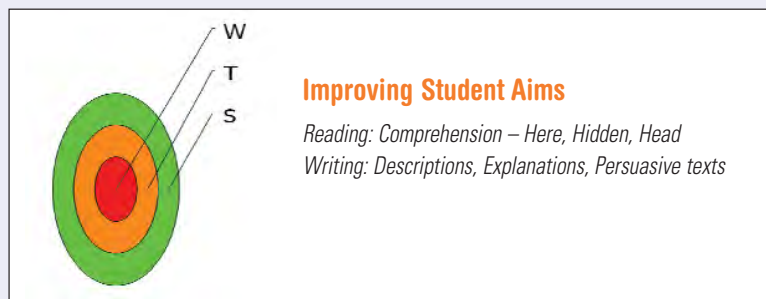 W
T
S
Improving Student Aims
Reading: Comprehension – Here, Hidden, Head
Writing: Descriptions, Explanations, Persuasive texts